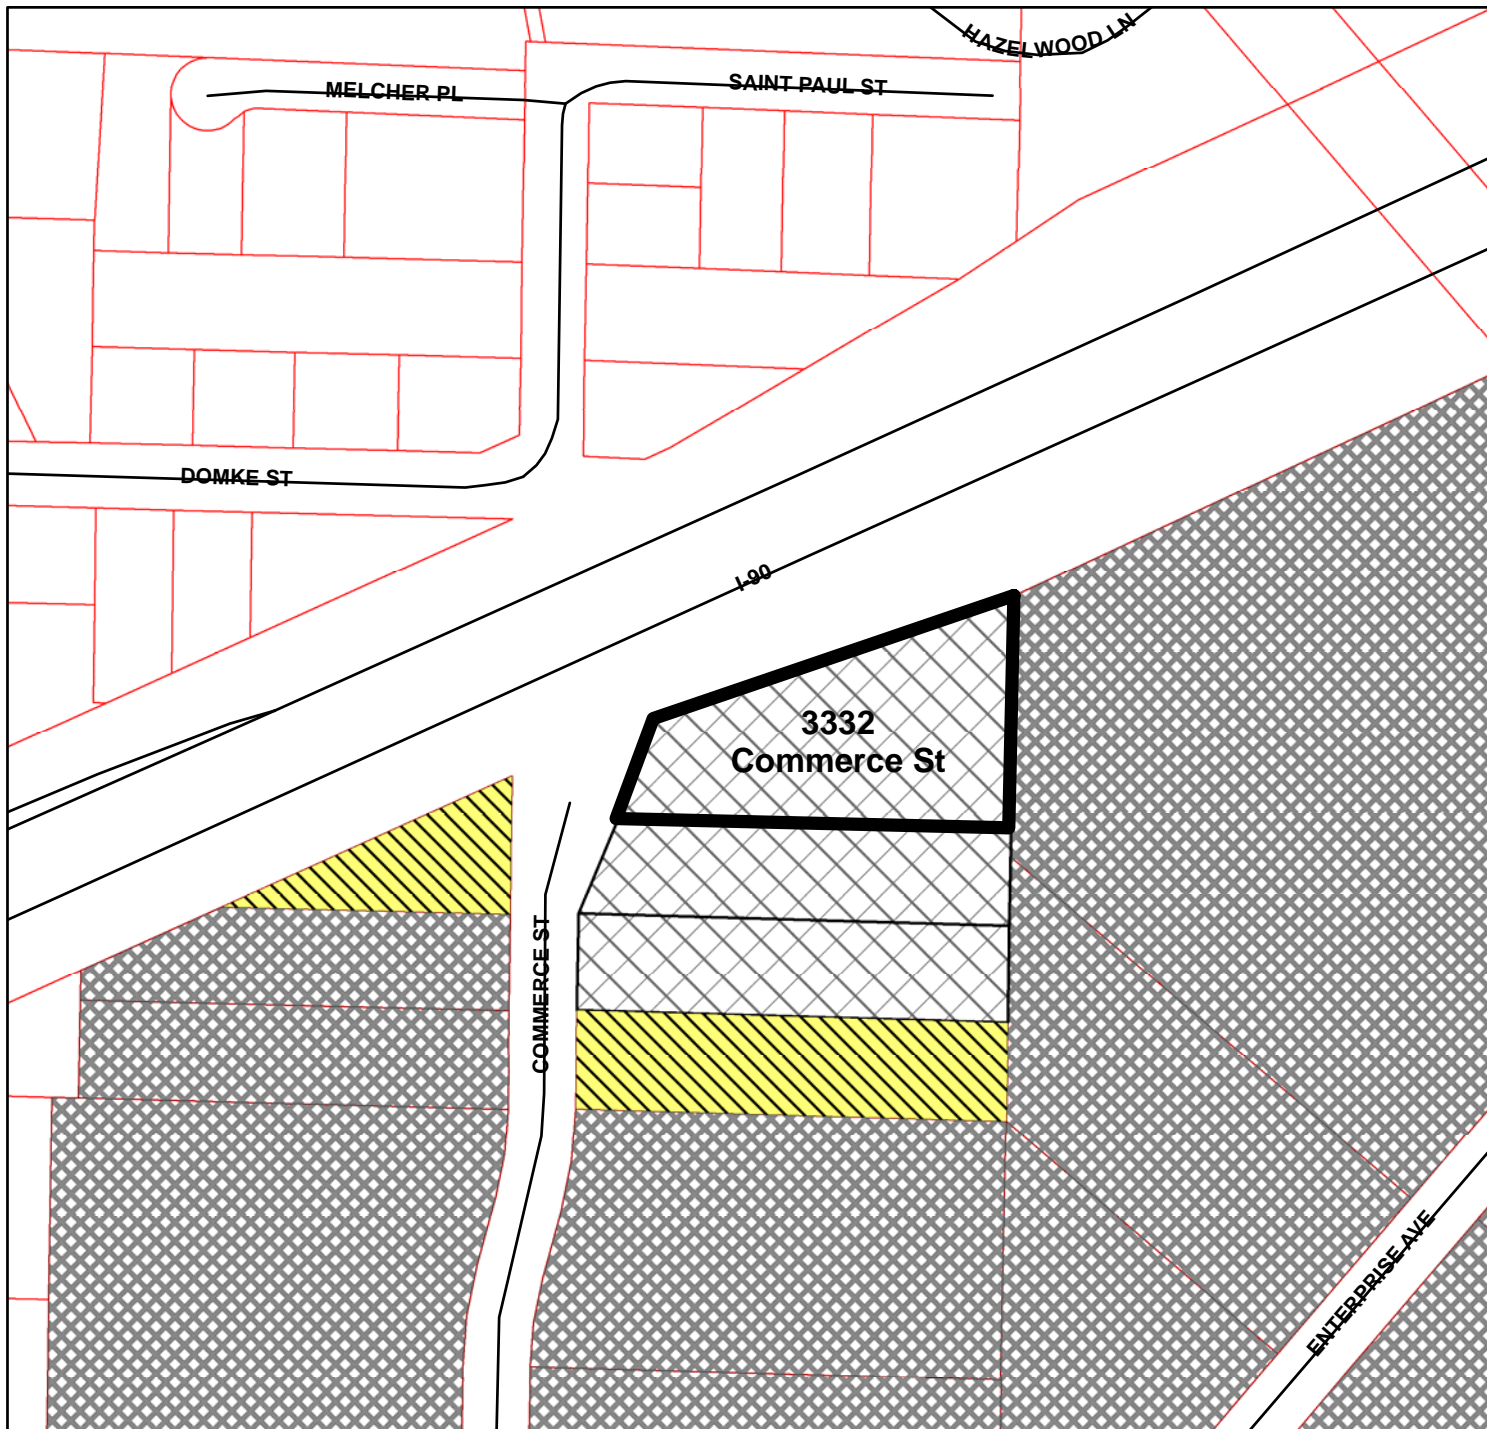 HAZELWOOD LN
MELCHER PL
SAINT PAUL ST
DOMKE ST
I-90
3332
Commerce St
COMMERCE ST
ENTERPRISE AVE